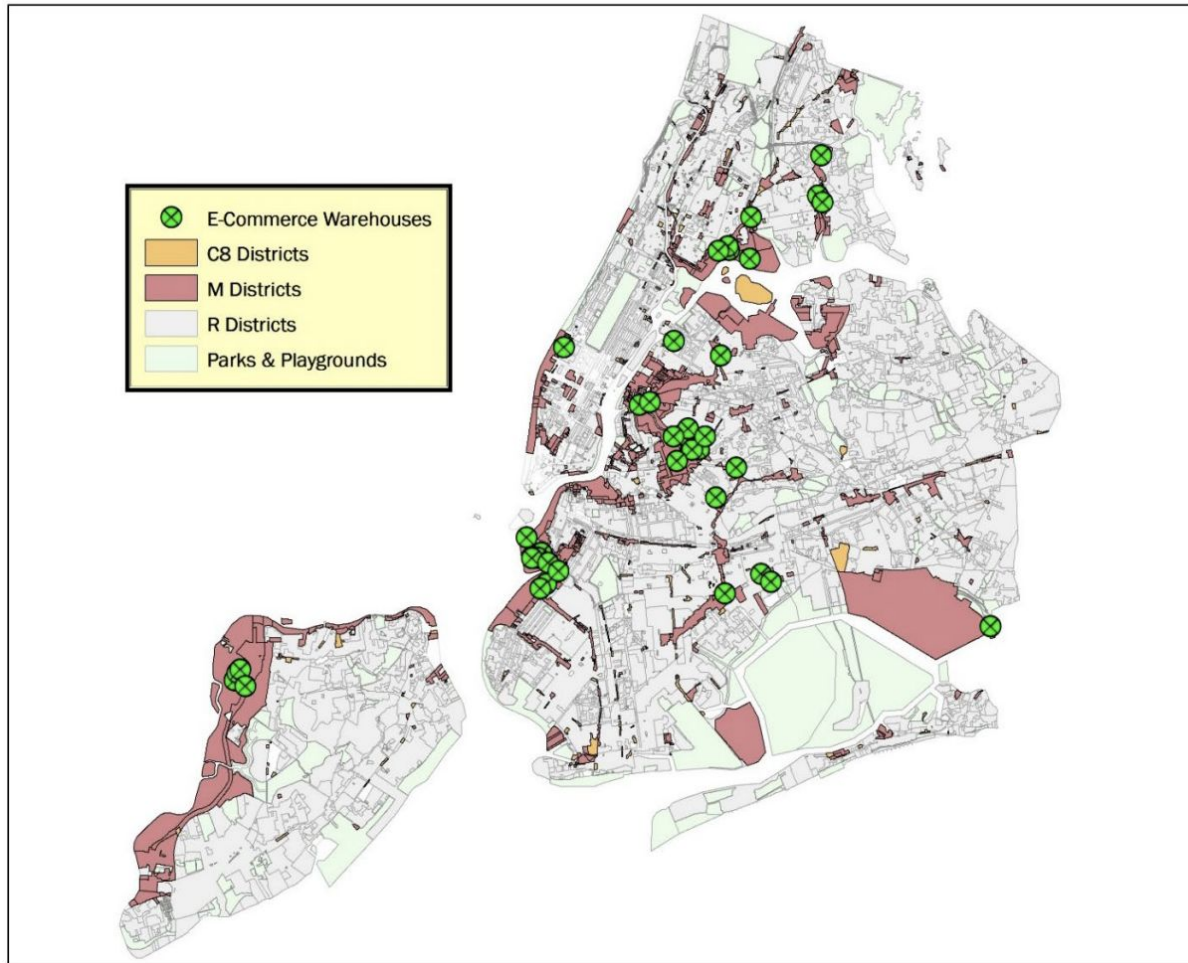 E-Commerce Warehouses
C8 Districts
M Districts
R Districts
Parks & Playgrounds